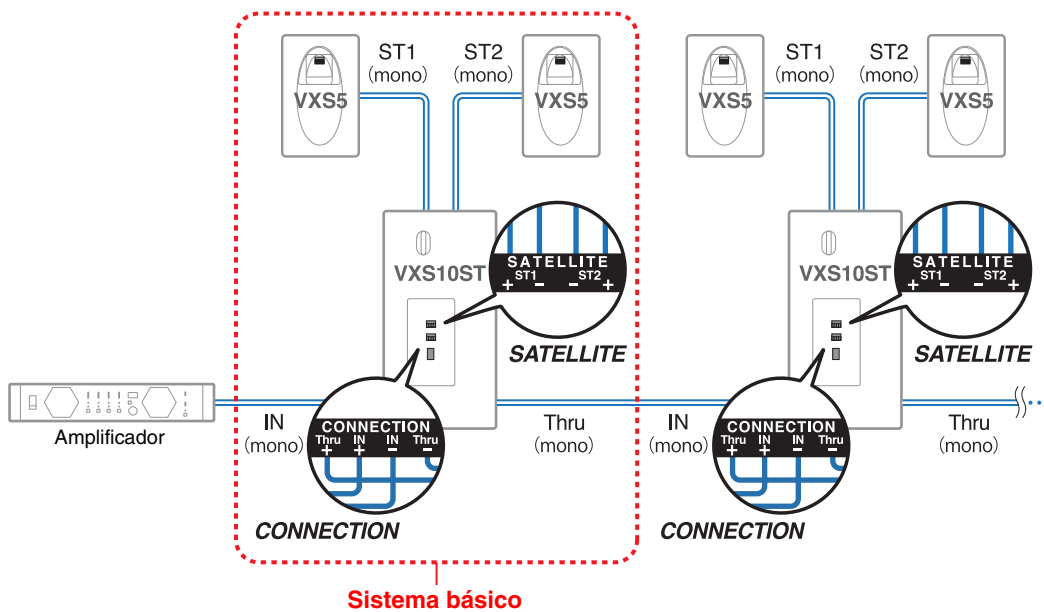 ST1
(mono)
ST2
(mono)
VXS5
VXS5
VXS10ST
SATELLITE
ST1 ST2
+ − − +
SATELLITE
Amplificador
IN
(mono)
CONNECTION
Thru IN IN Thru
+ + − −
CONNECTION
Thru
(mono)
ST1
(mono)
ST2
(mono)
VXS5
VXS5
VXS10ST
SATELLITE
ST1 ST2
+ − − +
SATELLITE
IN
(mono)
CONNECTION
Thru IN IN Thru
+ + − −
CONNECTION
Thru
(mono)
Sistema básico